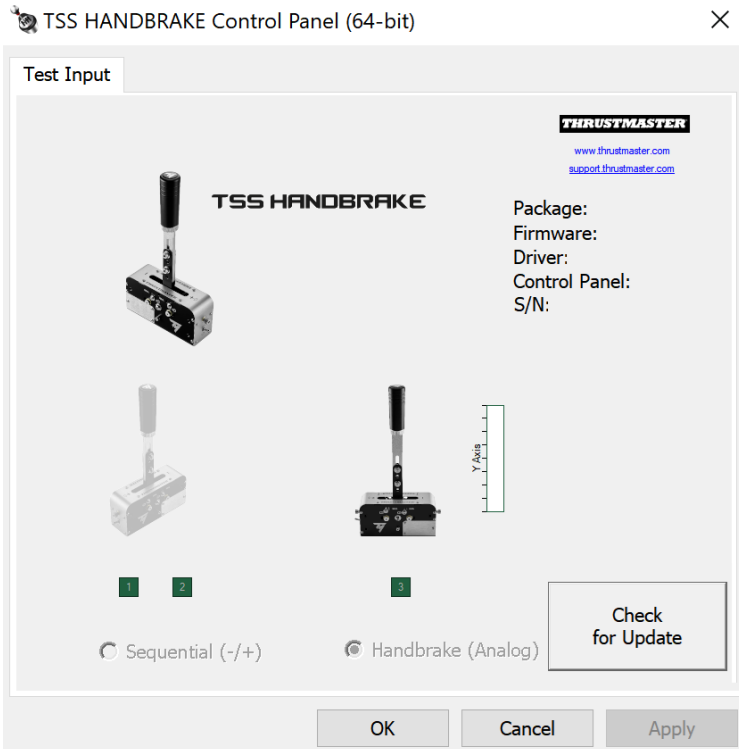 TSS HANDBRAKE Control Panel (64-bit)
Test Input
THRUSTMASTER
www.thrustmaster.com
support.thrustmaster.com
TSS HANDBRAKE
Package:
Firmware:
Driver:
Control Panel:
S/N:
Y Axis
1 2 3
Sequential (-/+) Handbrake (Analog)
Check
for Update
OK Cancel Apply